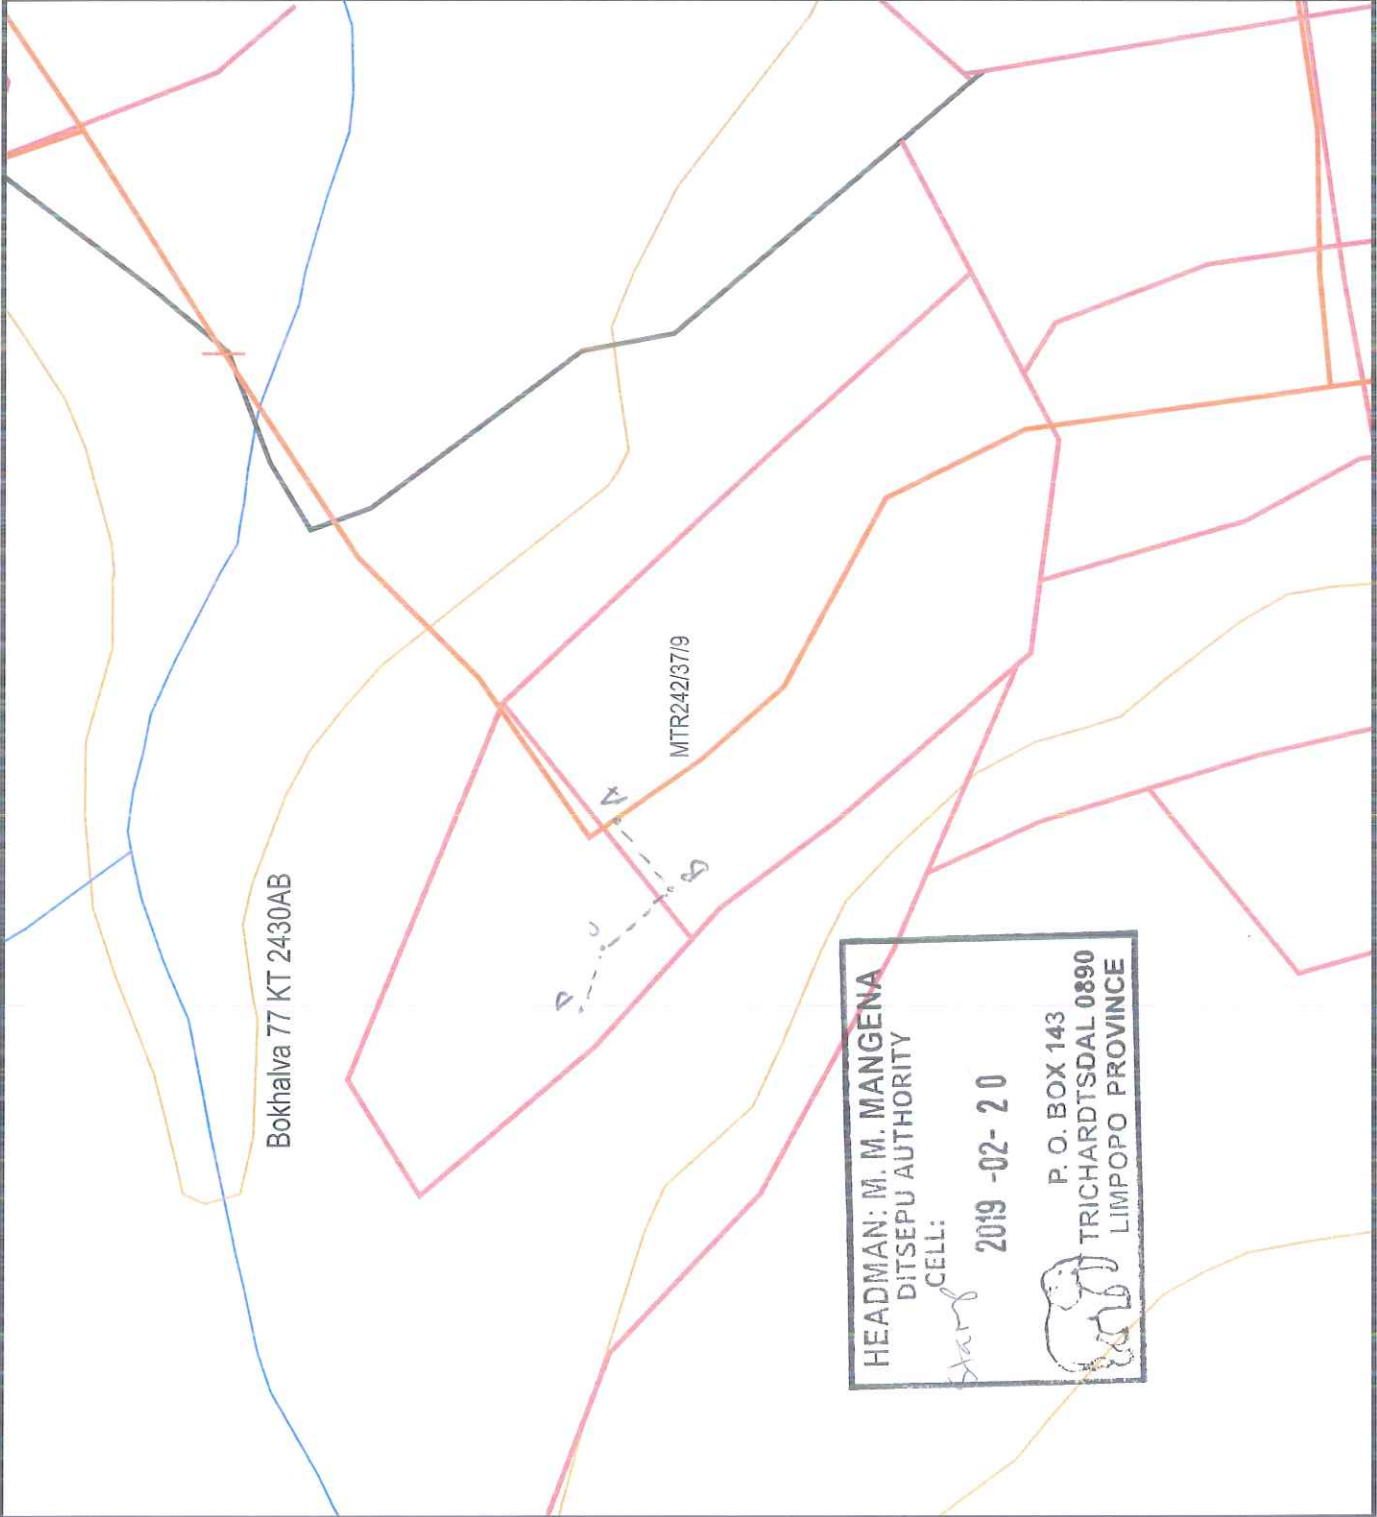 Bokhalva 77 KT 2430AB
MTR242/37/9
A
B
C
D
HEADMAN: M. M. MANGENA
DITSEPU AUTHORITY
CELL:
2019 -02- 20
P. O. BOX 143
TRICHARDTSDAL 0890
LIMPOPO PROVINCE